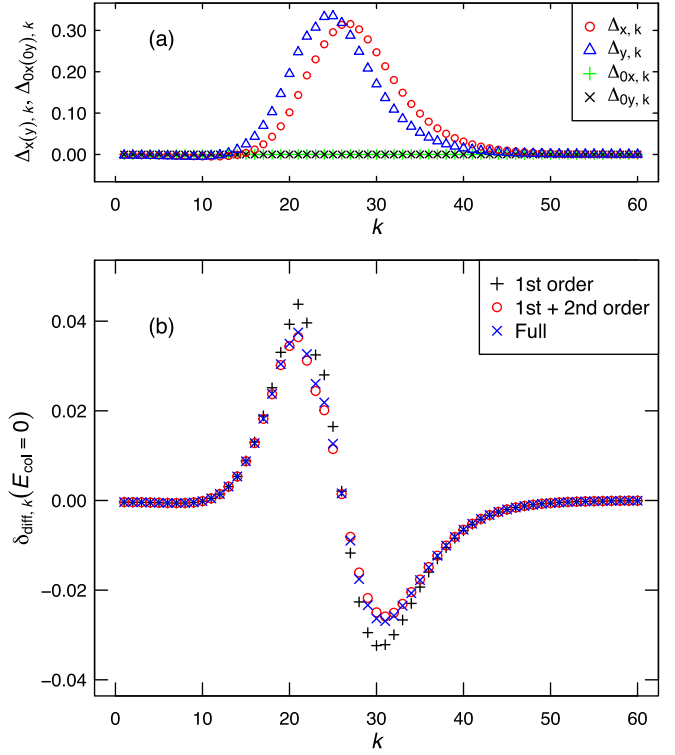 (a)
Δx, k
Δy, k
Δ0x, k
Δ0y, k
0.30
0.20
0.10
0.00
Δx(y), k, Δ0x(0y), k
0 10 20 30 40 50 60
k
(b)
1st order
1st + 2nd order
Full
0.04
0.02
0.00
−0.02
−0.04
δdiff, k(Ecol = 0)
0 10 20 30 40 50 60
k